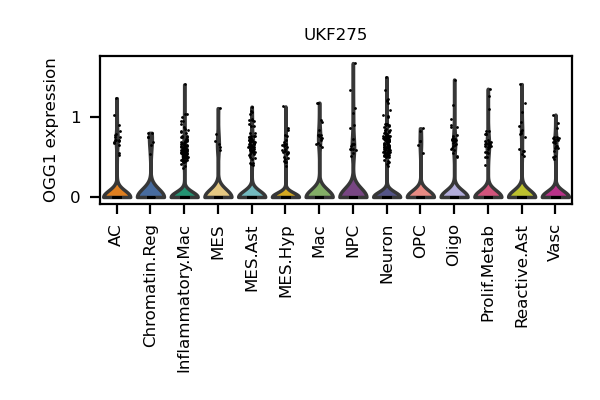 UKF275
OGG1 expression
1
0
AC
Chromatin.Reg
Inflammatory.Mac
MES
MES.Ast
MES.Hyp
Mac
NPC
Neuron
OPC
Oligo
Prolif.Metab
Reactive.Ast
Vasc